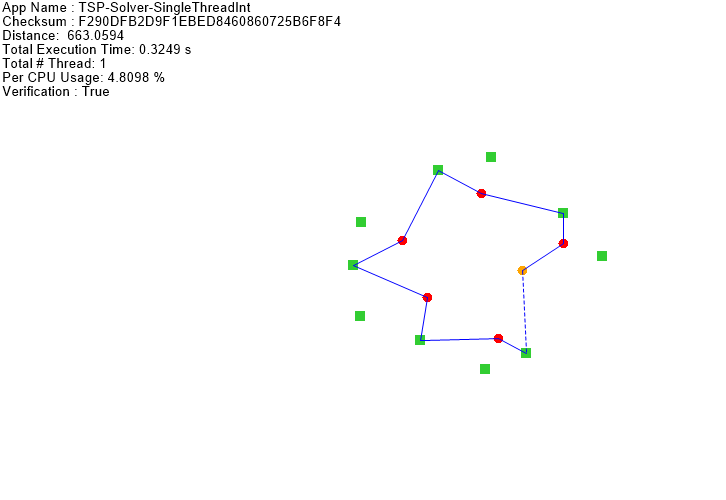 App Name : TSP-Solver-SingleThreadInt
Checksum : F290DFB2D9F1EBED8460860725B6F8F4
Distance:  663.0594
Total Execution Time: 0.3249 s
Total # Thread: 1
Per CPU Usage: 4.8098 %
Verification : True